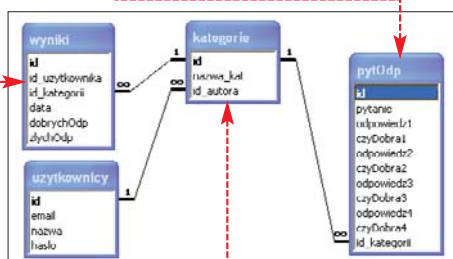 wyniki
id
id_uzytkownika
id_kategorii
data
dobrychOdp
zlychOdp
kategorie
id
nazwa_kat
id_autora
pytOdp
id
pytanie
odpowiedz1
czyDobra1
odpowiedz2
czyDobra2
odpowiedz3
czyDobra3
odpowiedz4
czyDobra4
id_kategorii
uzytkownicy
id
email
nazwa
haslo
1
∞
∞
1
1
∞